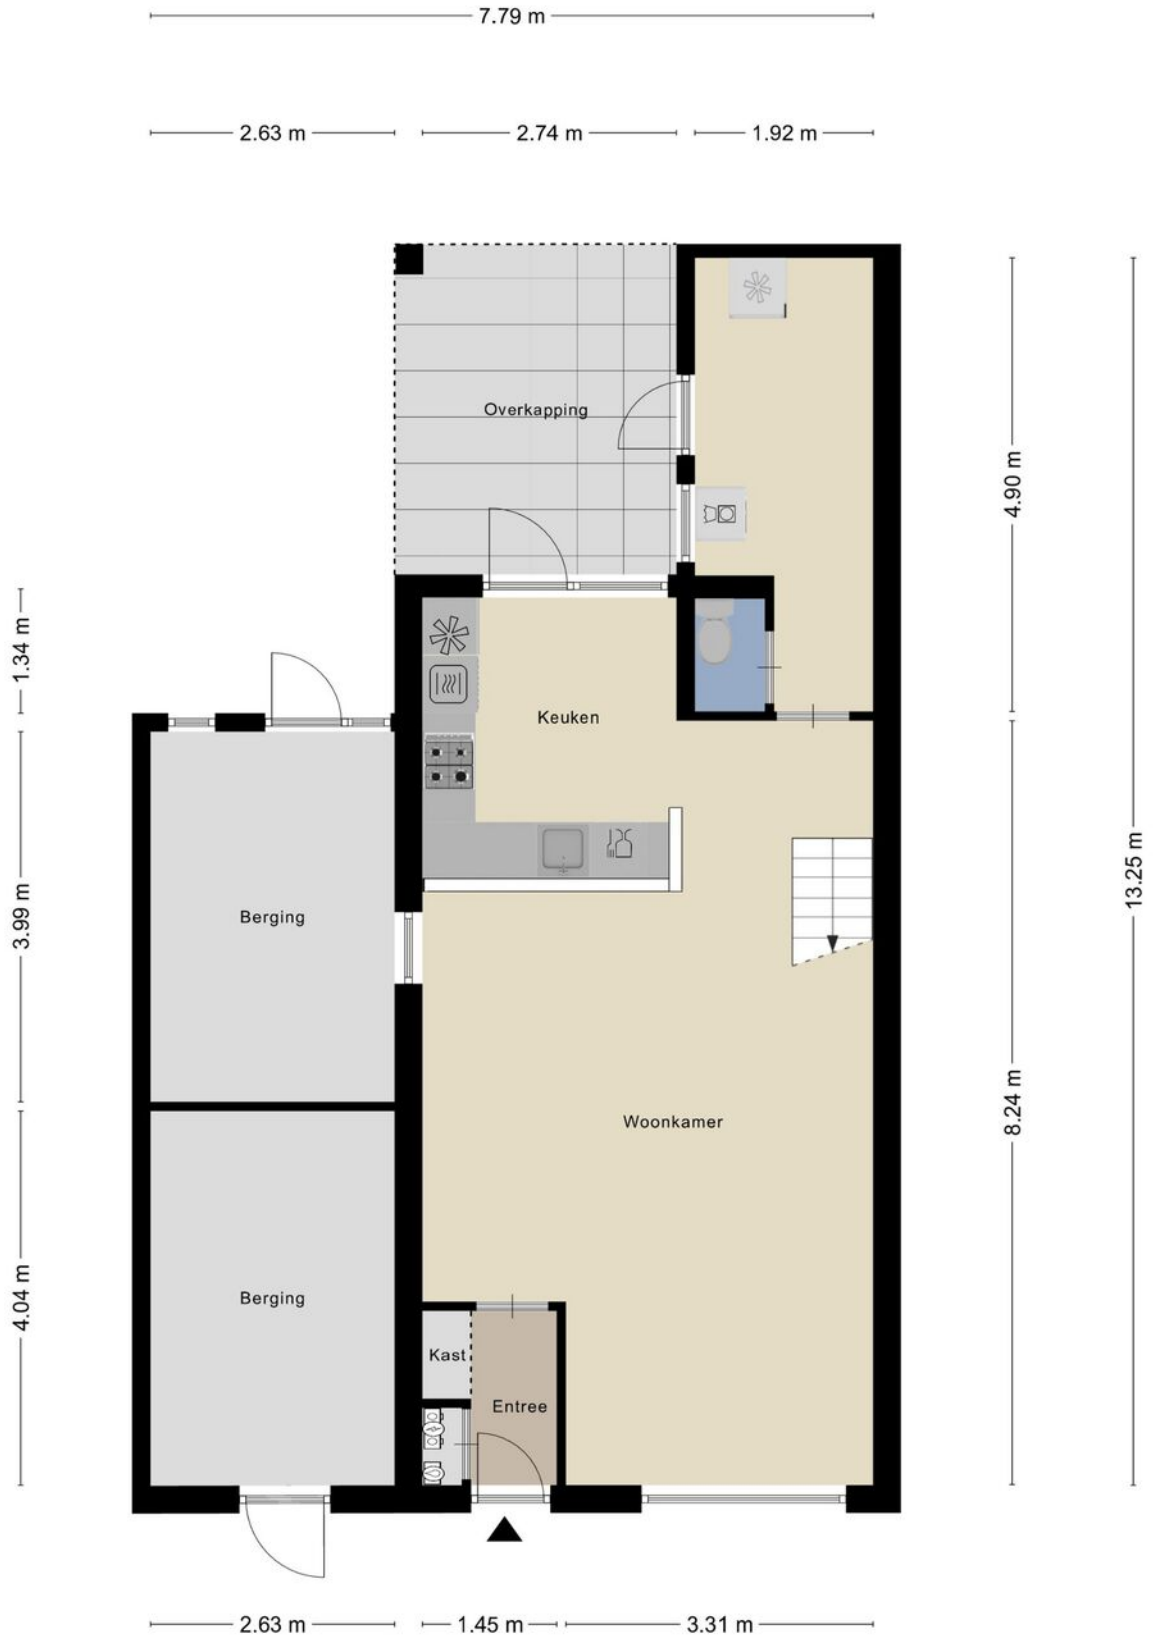 7.79 m
2.63 m
2.74 m
1.92 m
Overkapping
4.90 m
1.34 m
Keuken
13.25 m
3.99 m
Berging
8.24 m
Woonkamer
4.04 m
Berging
Kast
Entree
2.63 m
1.45 m
3.31 m